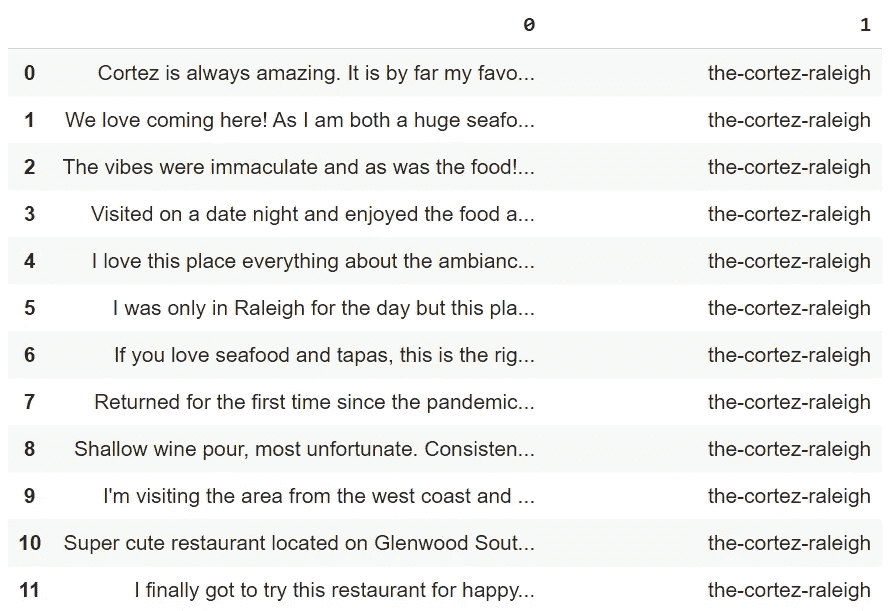 0 1
0 Cortez is always amazing. It is by far my favo... the-cortez-raleigh
1 We love coming here! As I am both a huge seafo... the-cortez-raleigh
2 The vibes were immaculate and as was the food!... the-cortez-raleigh
3 Visited on a date night and enjoyed the food a... the-cortez-raleigh
4 I love this place everything about the ambianc... the-cortez-raleigh
5 I was only in Raleigh for the day but this pla... the-cortez-raleigh
6 If you love seafood and tapas, this is the rig... the-cortez-raleigh
7 Returned for the first time since the pandemic... the-cortez-raleigh
8 Shallow wine pour, most unfortunate. Consisten... the-cortez-raleigh
9 I'm visiting the area from the west coast and ... the-cortez-raleigh
10 Super cute restaurant located on Glenwood Sout... the-cortez-raleigh
11 I finally got to try this restaurant for happy... the-cortez-raleigh